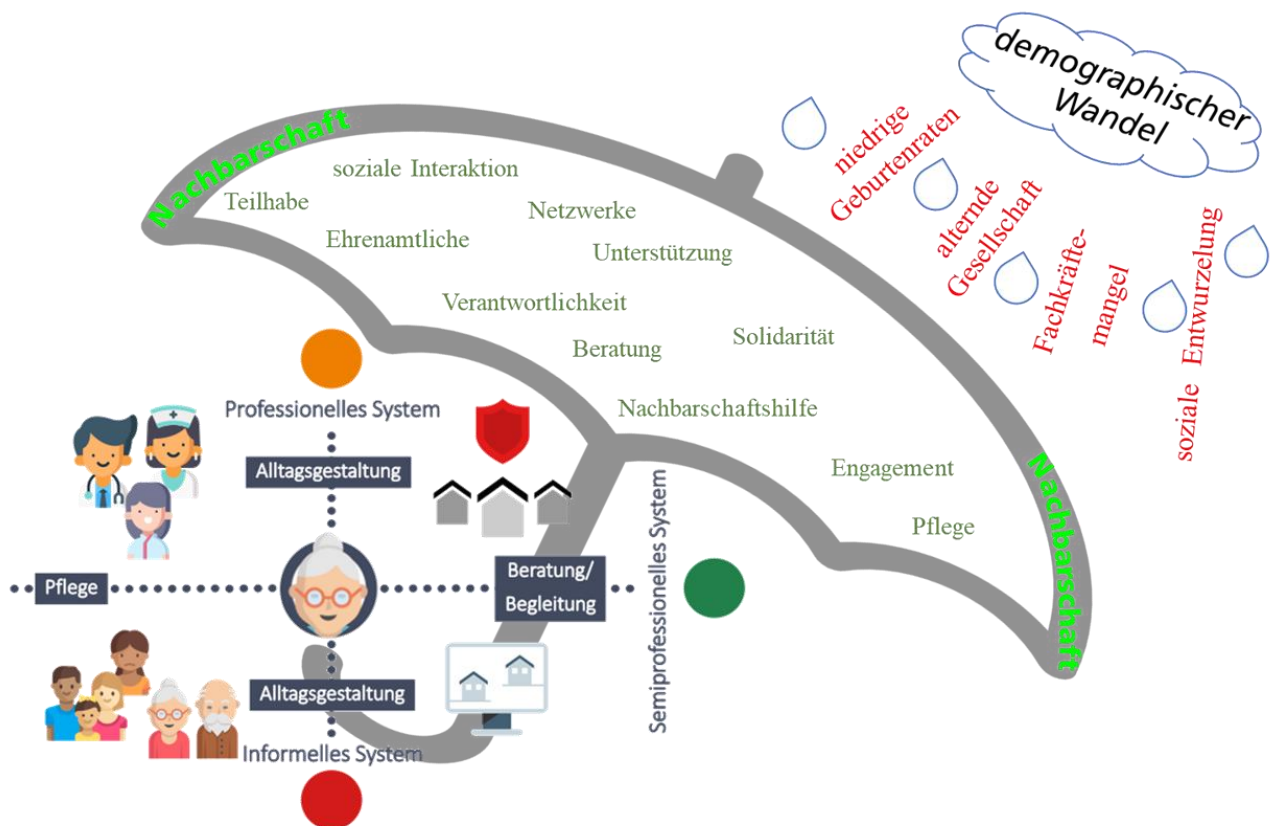 demographischer
Wandel
niedrige
Geburtenraten
alternde
Gesellschaft
Fachkräfte-
mangel
soziale Entwurzelung
Nachbarschaft
soziale Interaktion
Teilhabe
Netzwerke
Ehrenamtliche
Unterstützung
Verantwortlichkeit
Solidarität
Beratung
Nachbarschaftshilfe
Engagement
Pflege
Nachbarschaft
Professionelles System
Alltagsgestaltung
Pflege
Beratung/
Begleitung
Semiprofessionelles System
Alltagsgestaltung
Informelles System